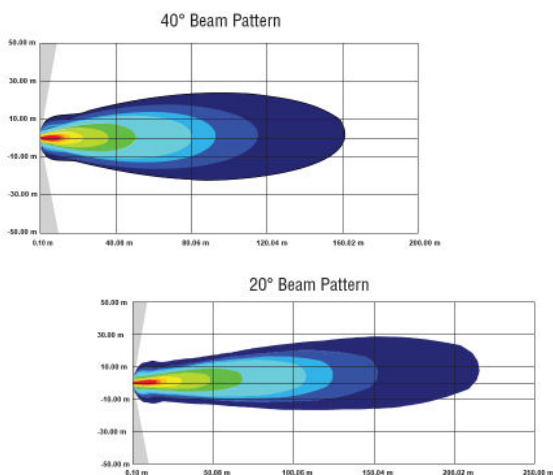 40° Beam Pattern
50.00 m
30.00 m
10.00 m
-10.00 m
-30.00 m
-50.00 m
0.10 m 40.08 m 80.06 m 120.04 m 160.02 m 200.00 m
20° Beam Pattern
50.00 m
30.00 m
10.00 m
-10.00 m
-30.00 m
-50.00 m
0.10 m 50.08 m 100.06 m 150.04 m 200.02 m 250.00 m